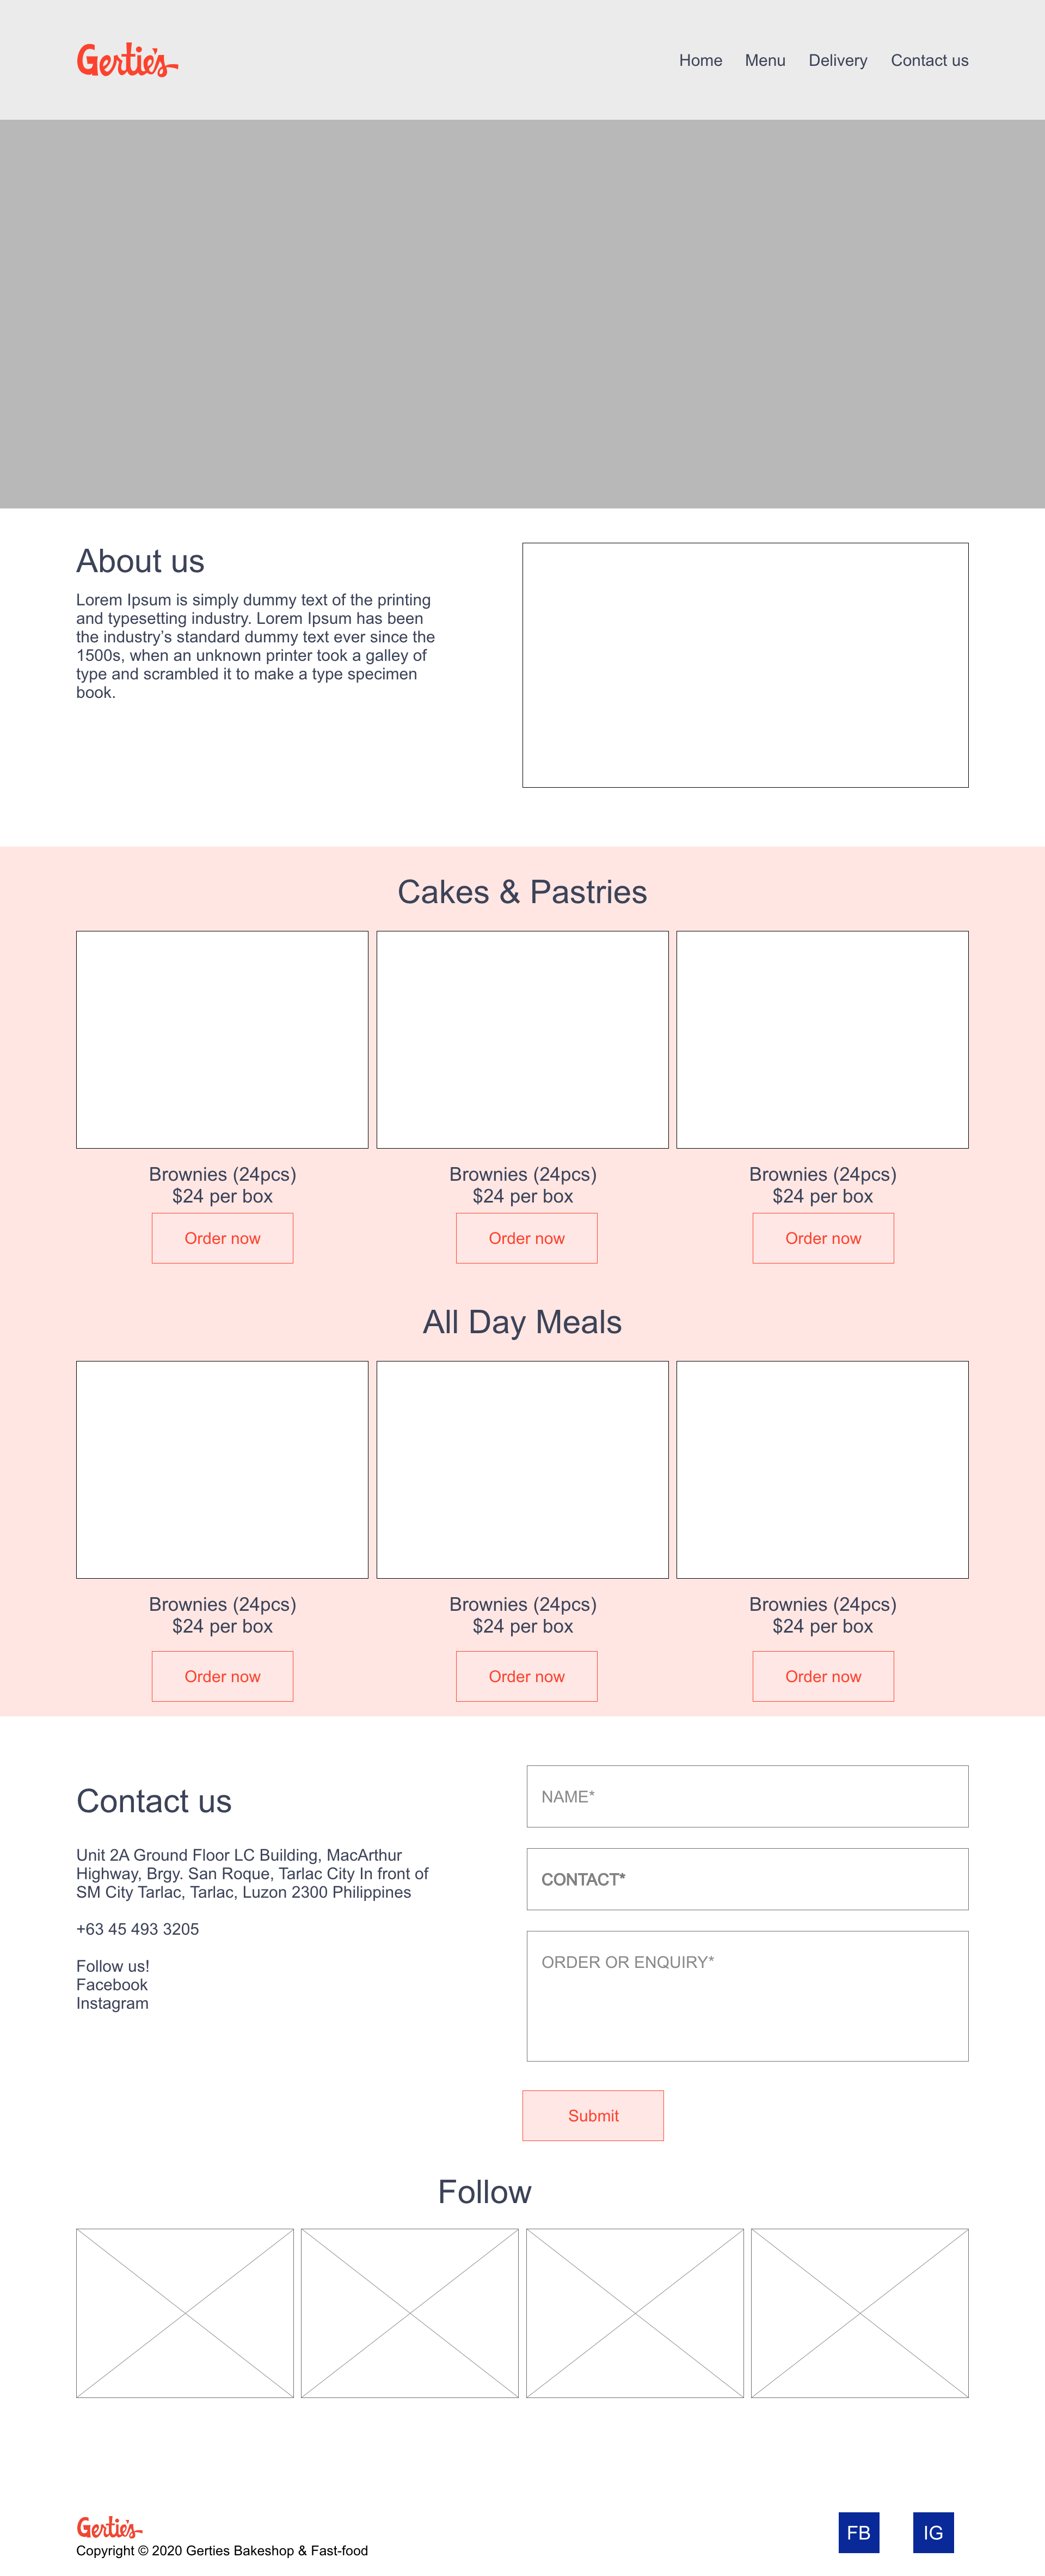 Gertie's
Home Menu Delivery Contact us
About us
Lorem Ipsum is simply dummy text of the printing
and typesetting industry. Lorem Ipsum has been
the industry’s standard dummy text ever since the
1500s, when an unknown printer took a galley of
type and scrambled it to make a type specimen
book.
Cakes & Pastries
Brownies (24pcs)
$24 per box
Order now
Brownies (24pcs)
$24 per box
Order now
Brownies (24pcs)
$24 per box
Order now
All Day Meals
Brownies (24pcs)
$24 per box
Order now
Brownies (24pcs)
$24 per box
Order now
Brownies (24pcs)
$24 per box
Order now
Contact us
Unit 2A Ground Floor LC Building, MacArthur
Highway, Brgy. San Roque, Tarlac City In front of
SM City Tarlac, Tarlac, Luzon 2300 Philippines
+63 45 493 3205
Follow us!
Facebook
Instagram
NAME*
CONTACT*
ORDER OR ENQUIRY*
Submit
Follow
Gertie's
Copyright © 2020 Gerties Bakeshop & Fast-food
FB
IG